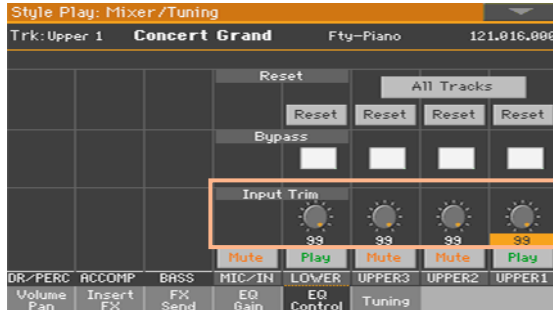 Style Play: Mixer/Tuning
Trk: Upper 1 Concert Grand Fty-Piano 121.016.000
Reset
All Tracks
Reset Reset Reset Reset
Bypass
Input Trim
99 99 99 99
Mute Play Mute Mute Play
DR/PERC ACCOMP BASS MIC/IN LOWER UPPER3 UPPER2 UPPER1
Volume Insert FX EQ EQ Tuning
Pan FX Send Gain Control